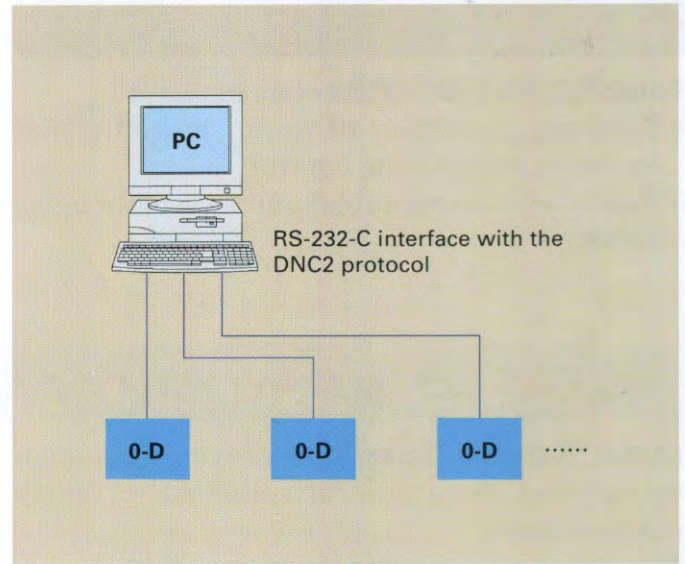 PC
RS-232-C interface with the
DNC2 protocol
0-D 0-D 0-D ......